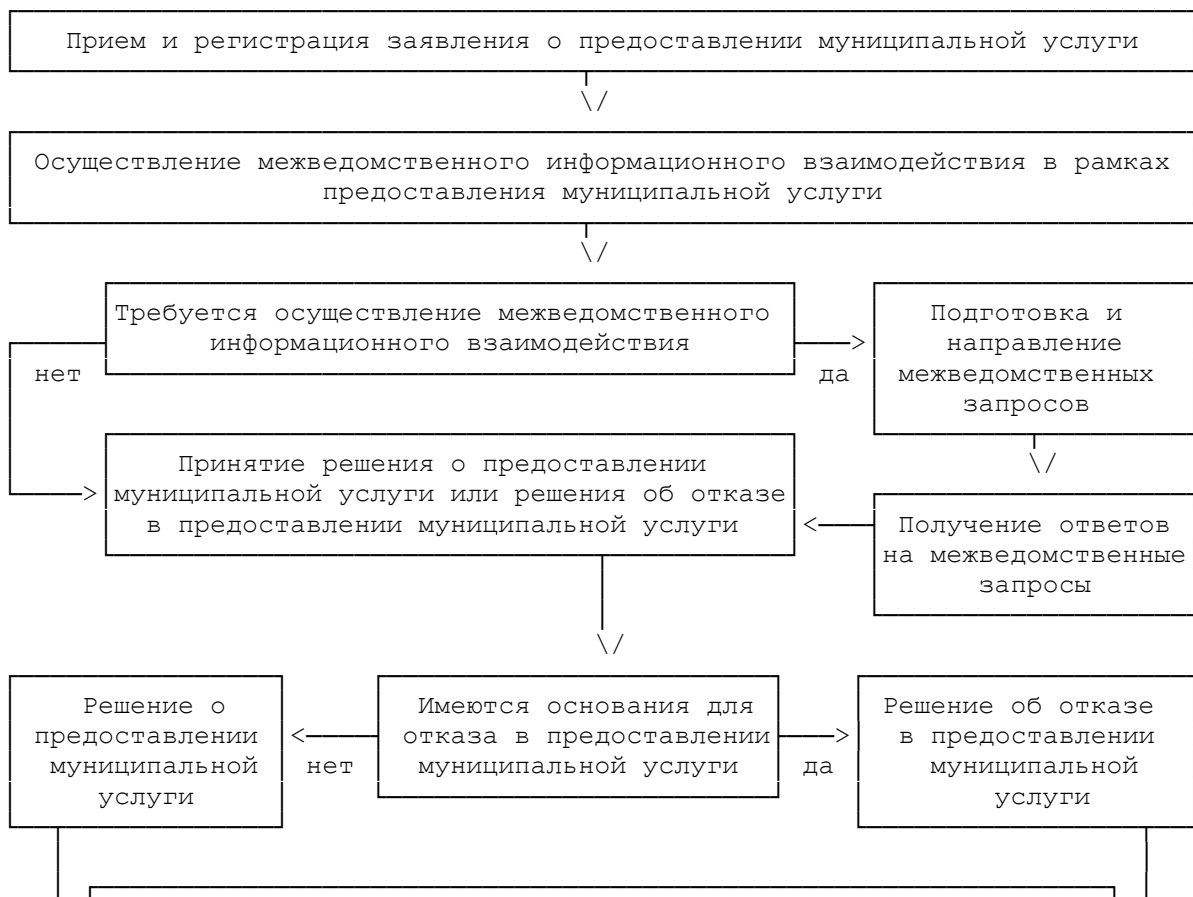 Прием и регистрация заявления о предоставлении муниципальной услуги
\/
Осуществление межведомственного информационного взаимодействия в рамках
предоставления муниципальной услуги
\/
Требуется осуществление межведомственного
информационного взаимодействия
нет
да
>
Подготовка и
направление
межведомственных
запросов
\/
Принятие решения о предоставлении
муниципальной услуги или решения об отказе
в предоставлении муниципальной услуги
>
<
Получение ответов
на межведомственные
запросы
\/
Решение о
предоставлении
муниципальной
услуги
<
нет
Имеются основания для
отказа в предоставлении
муниципальной услуги
>
да
Решение об отказе
в предоставлении
муниципальной
услуги